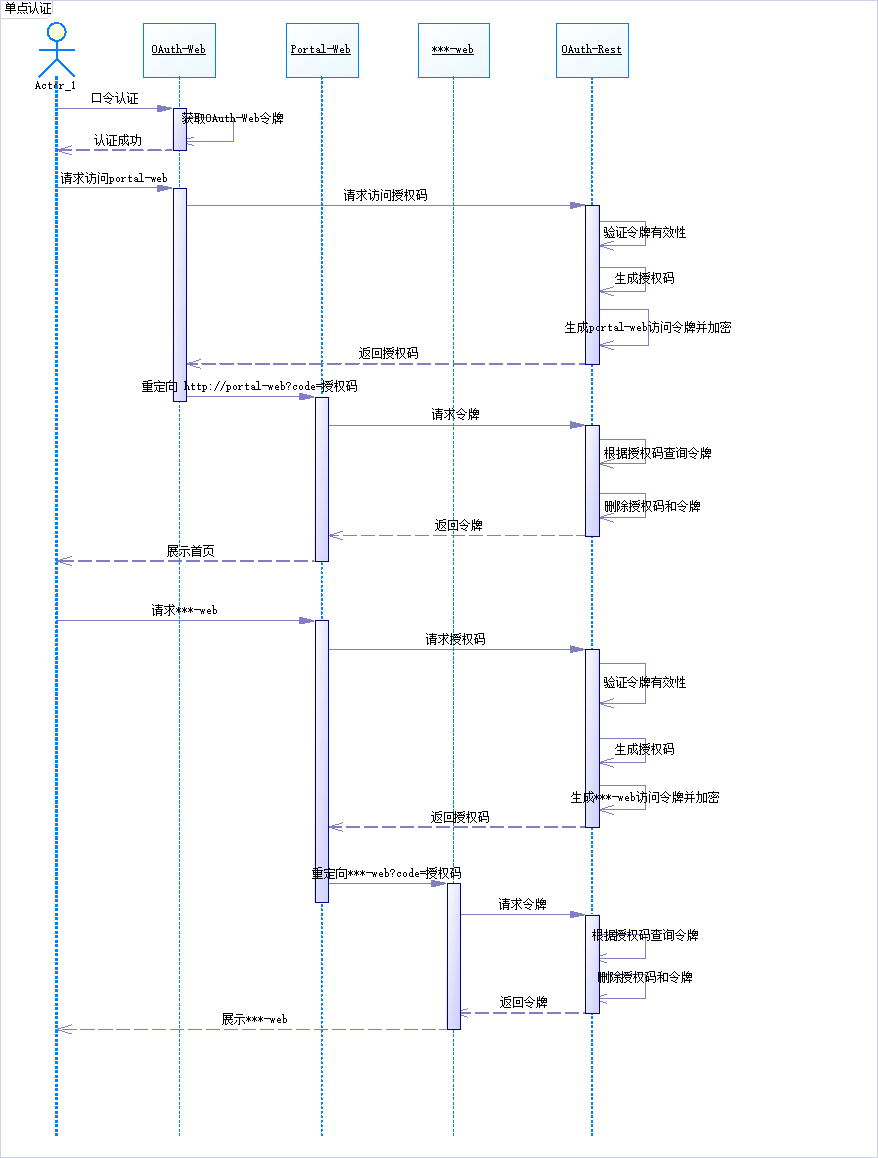 单点认证
OAuth-Web
Portal-Web
***-web
OAuth-Rest
Actor_1
口令认证
获取OAuth-Web令牌
认证成功
请求访问portal-web
请求访问授权码
验证令牌有效性
生成授权码
生成portal-web访问令牌并加密
返回授权码
重定向 http://portal-web?code=授权码
请求令牌
根据授权码查询令牌
删除授权码和令牌
返回令牌
展示首页
请求***-web
请求授权码
验证令牌有效性
生成授权码
生成***-web访问令牌并加密
返回授权码
重定向***-web?code=授权码
请求令牌
根据授权码查询令牌
删除授权码和令牌
返回令牌
展示***-web